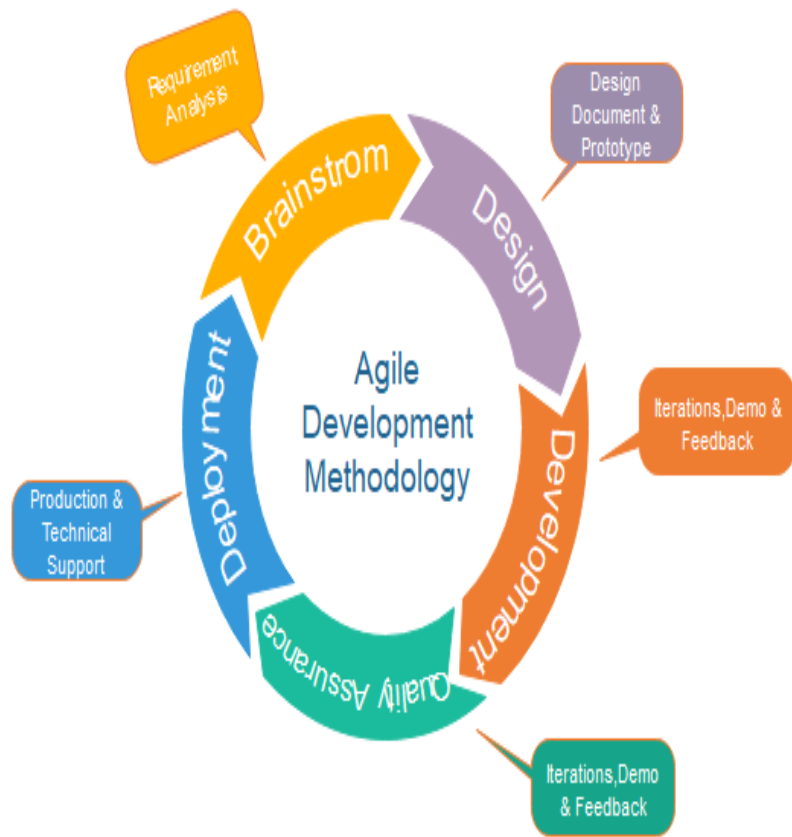 Requirement
Analysis
Brainstrom
Design
Document &
Prototype
Design
Agile
Development
Methodology
Iterations,Demo &
Feedback
Development
Iterations,Demo
& Feedback
Quality Assurance
Production &
Technical
Support
Deployment